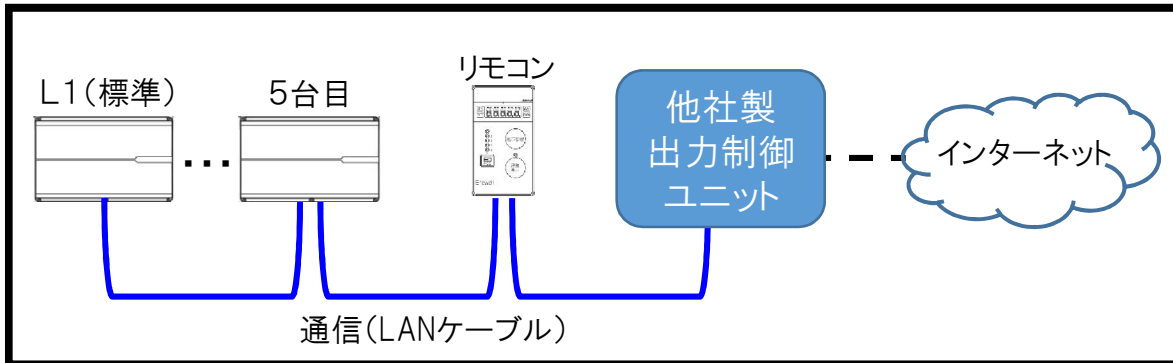 L1(標準)
5台目
リモコン
他社製
出力制御
ユニット
インターネット
通信(LANケーブル)